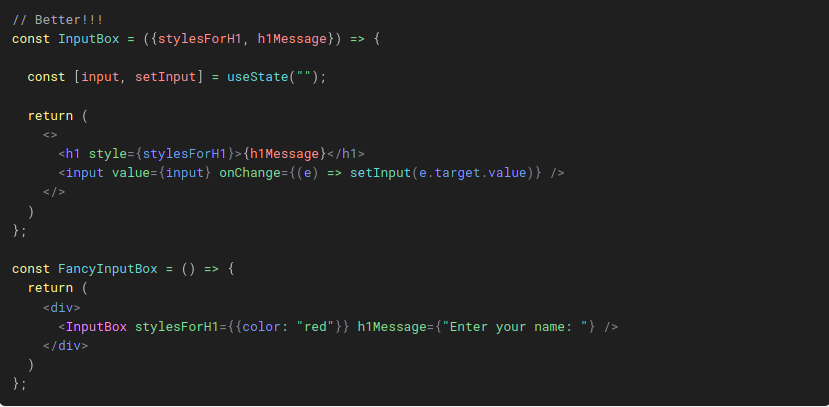 // Better!!!
const InputBox = ({stylesForH1, h1Message}) => {
const [input, setInput] = useState("");
return (
<>
<h1 style={stylesForH1}>{h1Message}</h1>
<input value={input} onChange={(e) => setInput(e.target.value)} />
</>
)
};
const FancyInputBox = () => {
return (
<div>
<InputBox stylesForH1={{color: "red"}} h1Message={"Enter your name: "} />
</div>
)
};